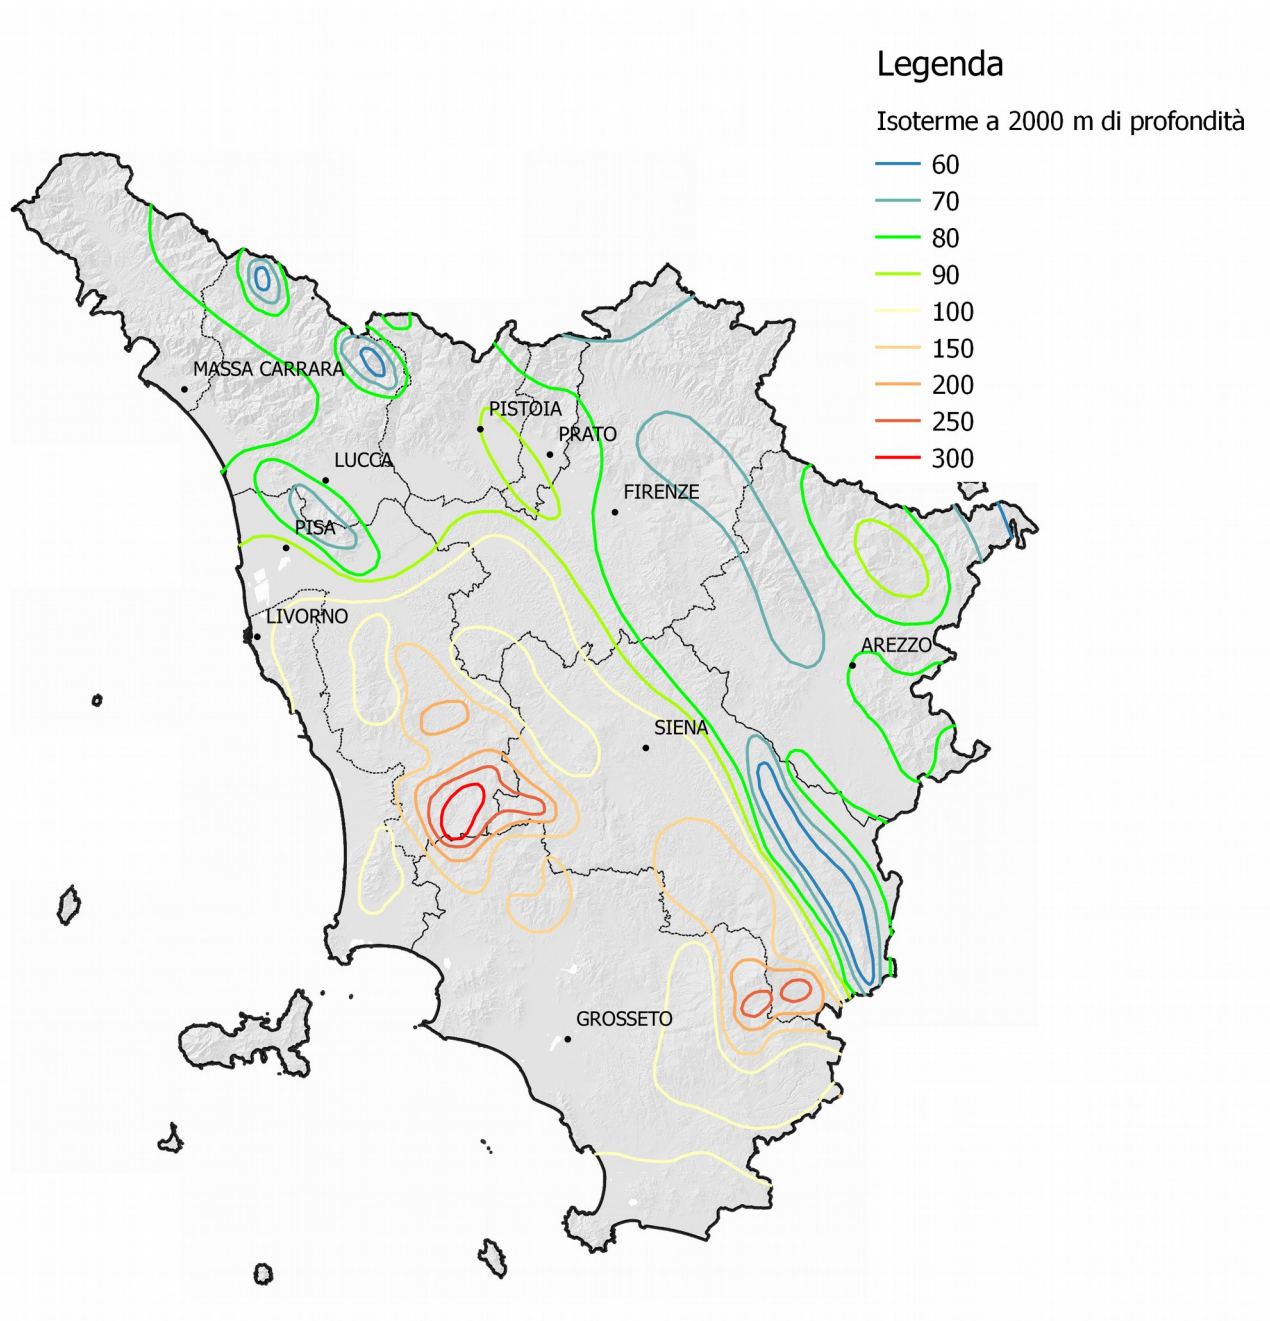 Legenda
Isoterme a 2000 m di profondità
60
70
80
90
100
150
200
250
300
MASSA CARRARA
PISTOIA
PRATO
LUCCA
FIRENZE
PISA
LIVORNO
AREZZO
SIENA
GROSSETO